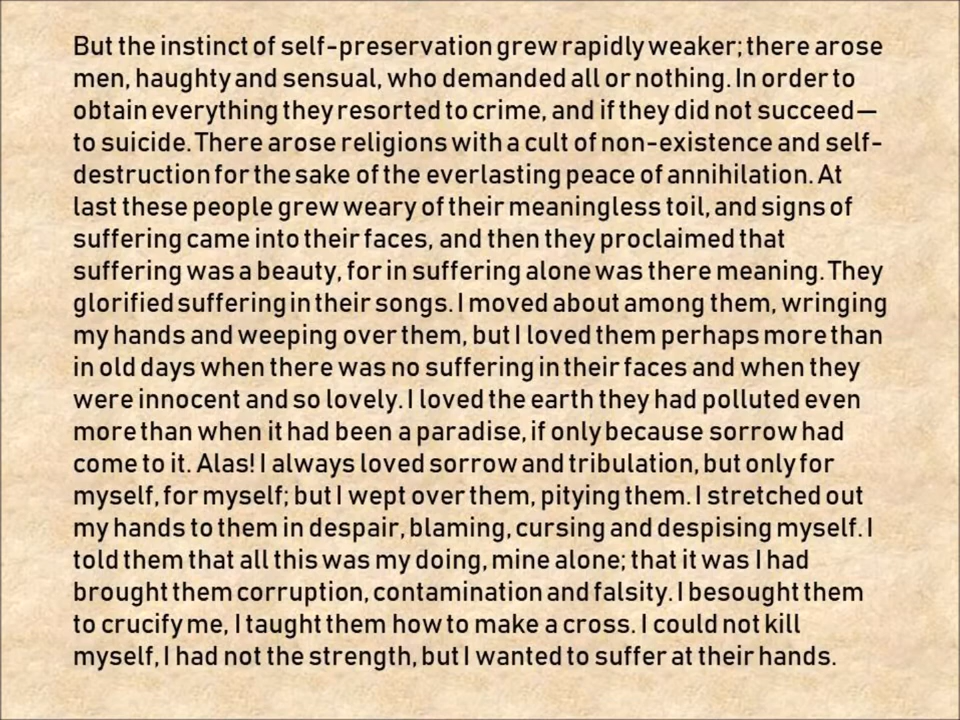 But the instinct of self-preservation grew rapidly weaker; there arose
men, haughty and sensual, who demanded all or nothing. In order to
obtain everything they resorted to crime, and if they did not succeed—
to suicide. There arose religions with a cult of non-existence and self-
destruction for the sake of the everlasting peace of annihilation. At
last these people grew weary of their meaningless toil, and signs of
suffering came into their faces, and then they proclaimed that
suffering was a beauty, for in suffering alone was there meaning. They
glorified suffering in their songs. I moved about among them, wringing
my hands and weeping over them, but I loved them perhaps more than
in old days when there was no suffering in their faces and when they
were innocent and so lovely. I loved the earth they had polluted even
more than when it had been a paradise, if only because sorrow had
come to it. Alas! I always loved sorrow and tribulation, but only for
myself, for myself; but I wept over them, pitying them. I stretched out
my hands to them in despair, blaming, cursing and despising myself. I
told them that all this was my doing, mine alone; that it was I had
brought them corruption, contamination and falsity. I besought them
to crucify me, I taught them how to make a cross. I could not kill
myself, I had not the strength, but I wanted to suffer at their hands.